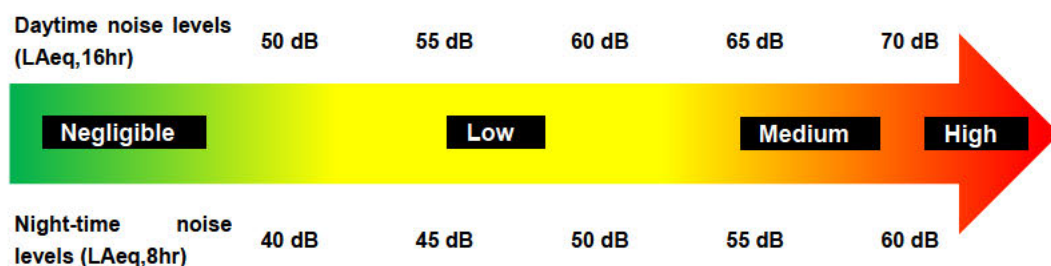 Daytime noise levels
(LAeq,16hr)
50 dB 55 dB 60 dB 65 dB 70 dB
Negligible Low Medium High
Night-time noise
levels (LAeq,8hr)
40 dB 45 dB 50 dB 55 dB 60 dB